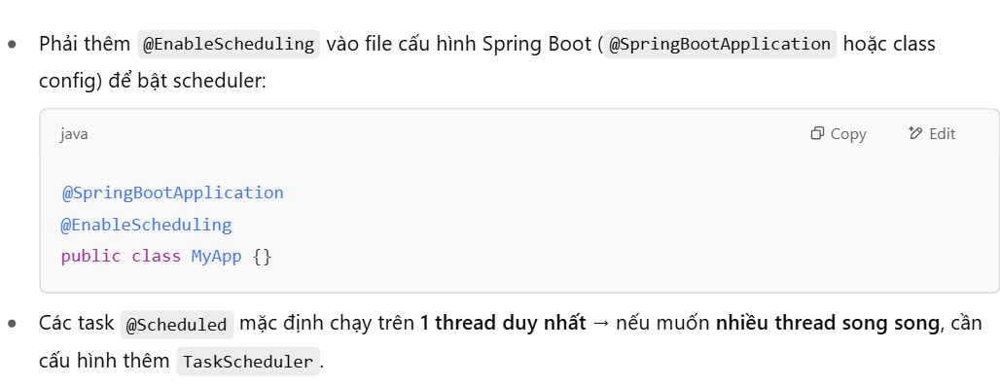 Phải thêm @EnableScheduling vào file cấu hình Spring Boot (@SpringBootApplication hoặc class
config) để bật scheduler:
java Copy Edit
@SpringBootApplication
@EnableScheduling
public class MyApp {}
Các task @Scheduled mặc định chạy trên 1 thread duy nhất → nếu muốn nhiều thread song song, cần
cấu hình thêm TaskScheduler.